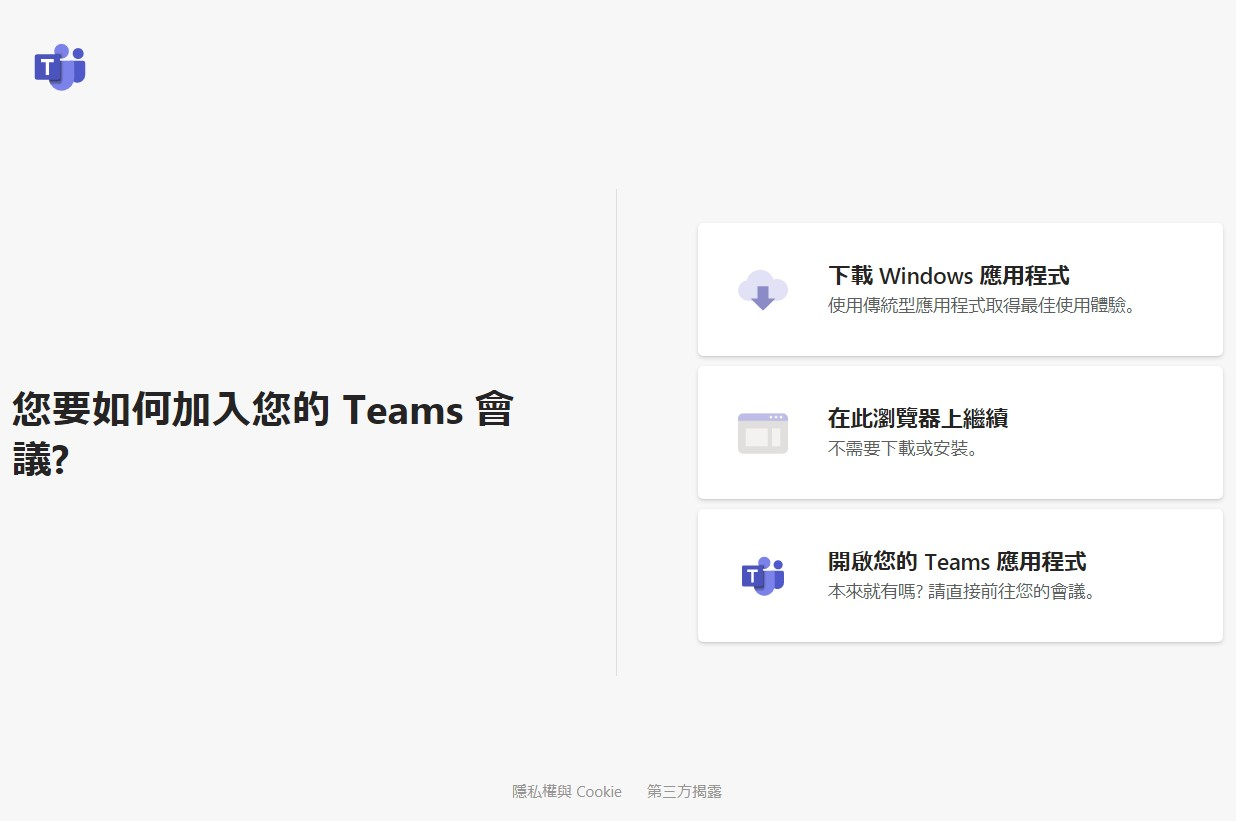 T
您要如何加入您的 Teams 會
議?
下載 Windows 應用程式
使用傳統型應用程式取得最佳使用體驗。
在此瀏覽器上繼續
不需要下載或安裝。
T
開啟您的 Teams 應用程式
本來就有嗎? 請直接前往您的會議。
隱私權與 Cookie
第三方揭露